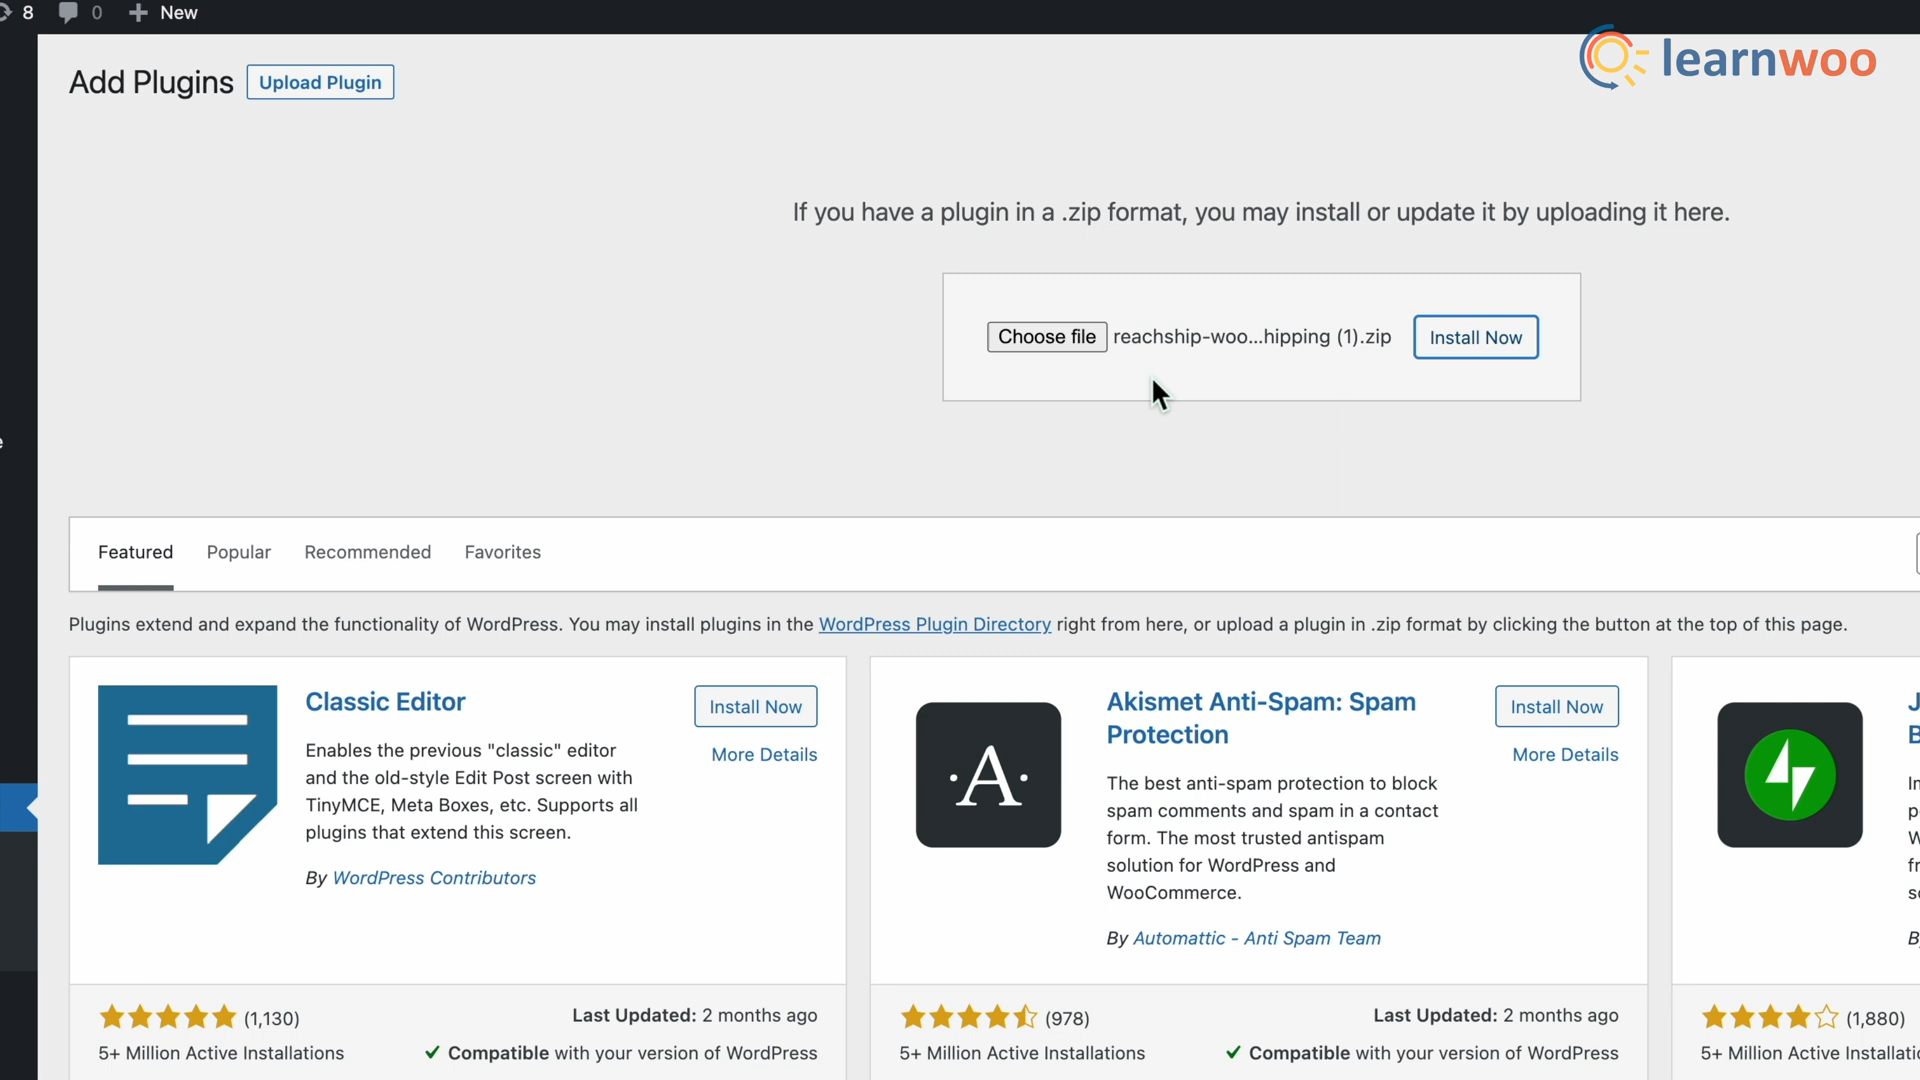 8 0 New
learnwoo
Add Plugins Upload Plugin
If you have a plugin in a .zip format, you may install or update it by uploading it here.
Choose file reachship-woo...hipping (1).zip Install Now
e
Featured Popular Recommended Favorites
Plugins extend and expand the functionality of WordPress. You may install plugins in the WordPress Plugin Directory right from here, or upload a plugin in .zip format by clicking the button at the top of this page.
Classic Editor
Install Now
More Details
Enables the previous "classic" editor
and the old-style Edit Post screen with
TinyMCE, Meta Boxes, etc. Supports all
plugins that extend this screen.
By WordPress Contributors
(1,130)
Last Updated: 2 months ago
5+ Million Active Installations
Compatible with your version of WordPress
·A·
Akismet Anti-Spam: Spam
Protection
Install Now
More Details
The best anti-spam protection to block
spam comments and spam in a contact
form. The most trusted antispam
solution for WordPress and
WooCommerce.
By Automattic - Anti Spam Team
(978)
Last Updated: 2 months ago
5+ Million Active Installations
Compatible with your version of WordPress
(1,880)
5+ Million Active